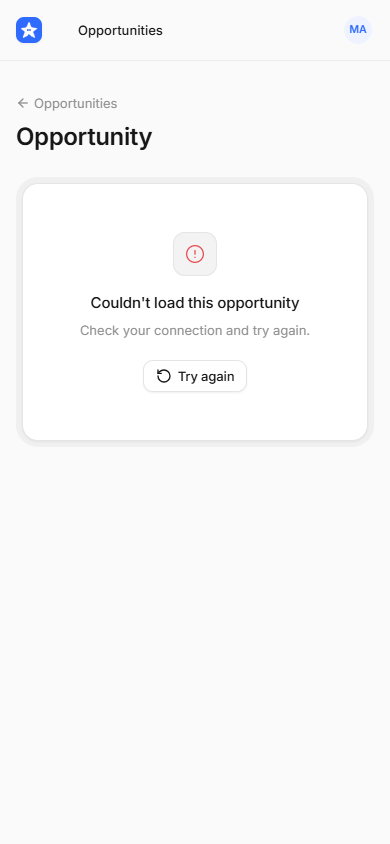 Opportunities
MA
Opportunities
Opportunity
Couldn't load this opportunity
Check your connection and try again.
Try again